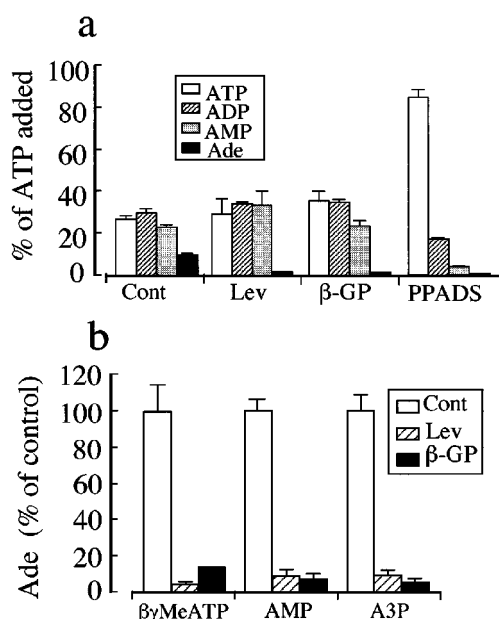 a
% of ATP added
100
80
60
40
20
0
ATP
ADP
AMP
Ade
Cont Lev β-GP PPADS
b
Ade (% of control)
120
100
80
60
40
20
0
Cont
Lev
β-GP
βγMeATP AMP A3P